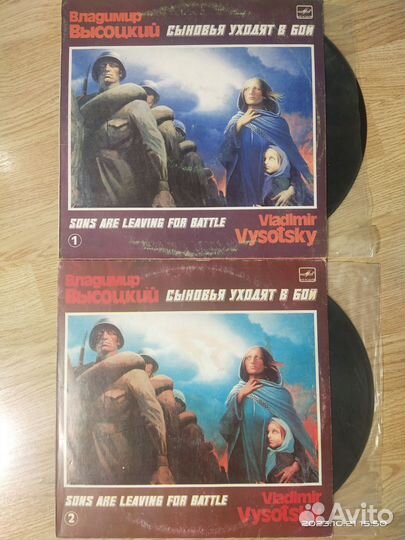 Владимир
Высоцкий
СЫНОВЬЯ УХОДЯТ В БОЙ
SONS ARE LEAVING FOR BATTLE
Vladimir
Vysotsky
1
Владимир
Высоцкий
СЫНОВЬЯ УХОДЯТ В БОЙ
SONS ARE LEAVING FOR BATTLE
Vladimir
Vysotsky
2
2023.10.21 15:50
Avito